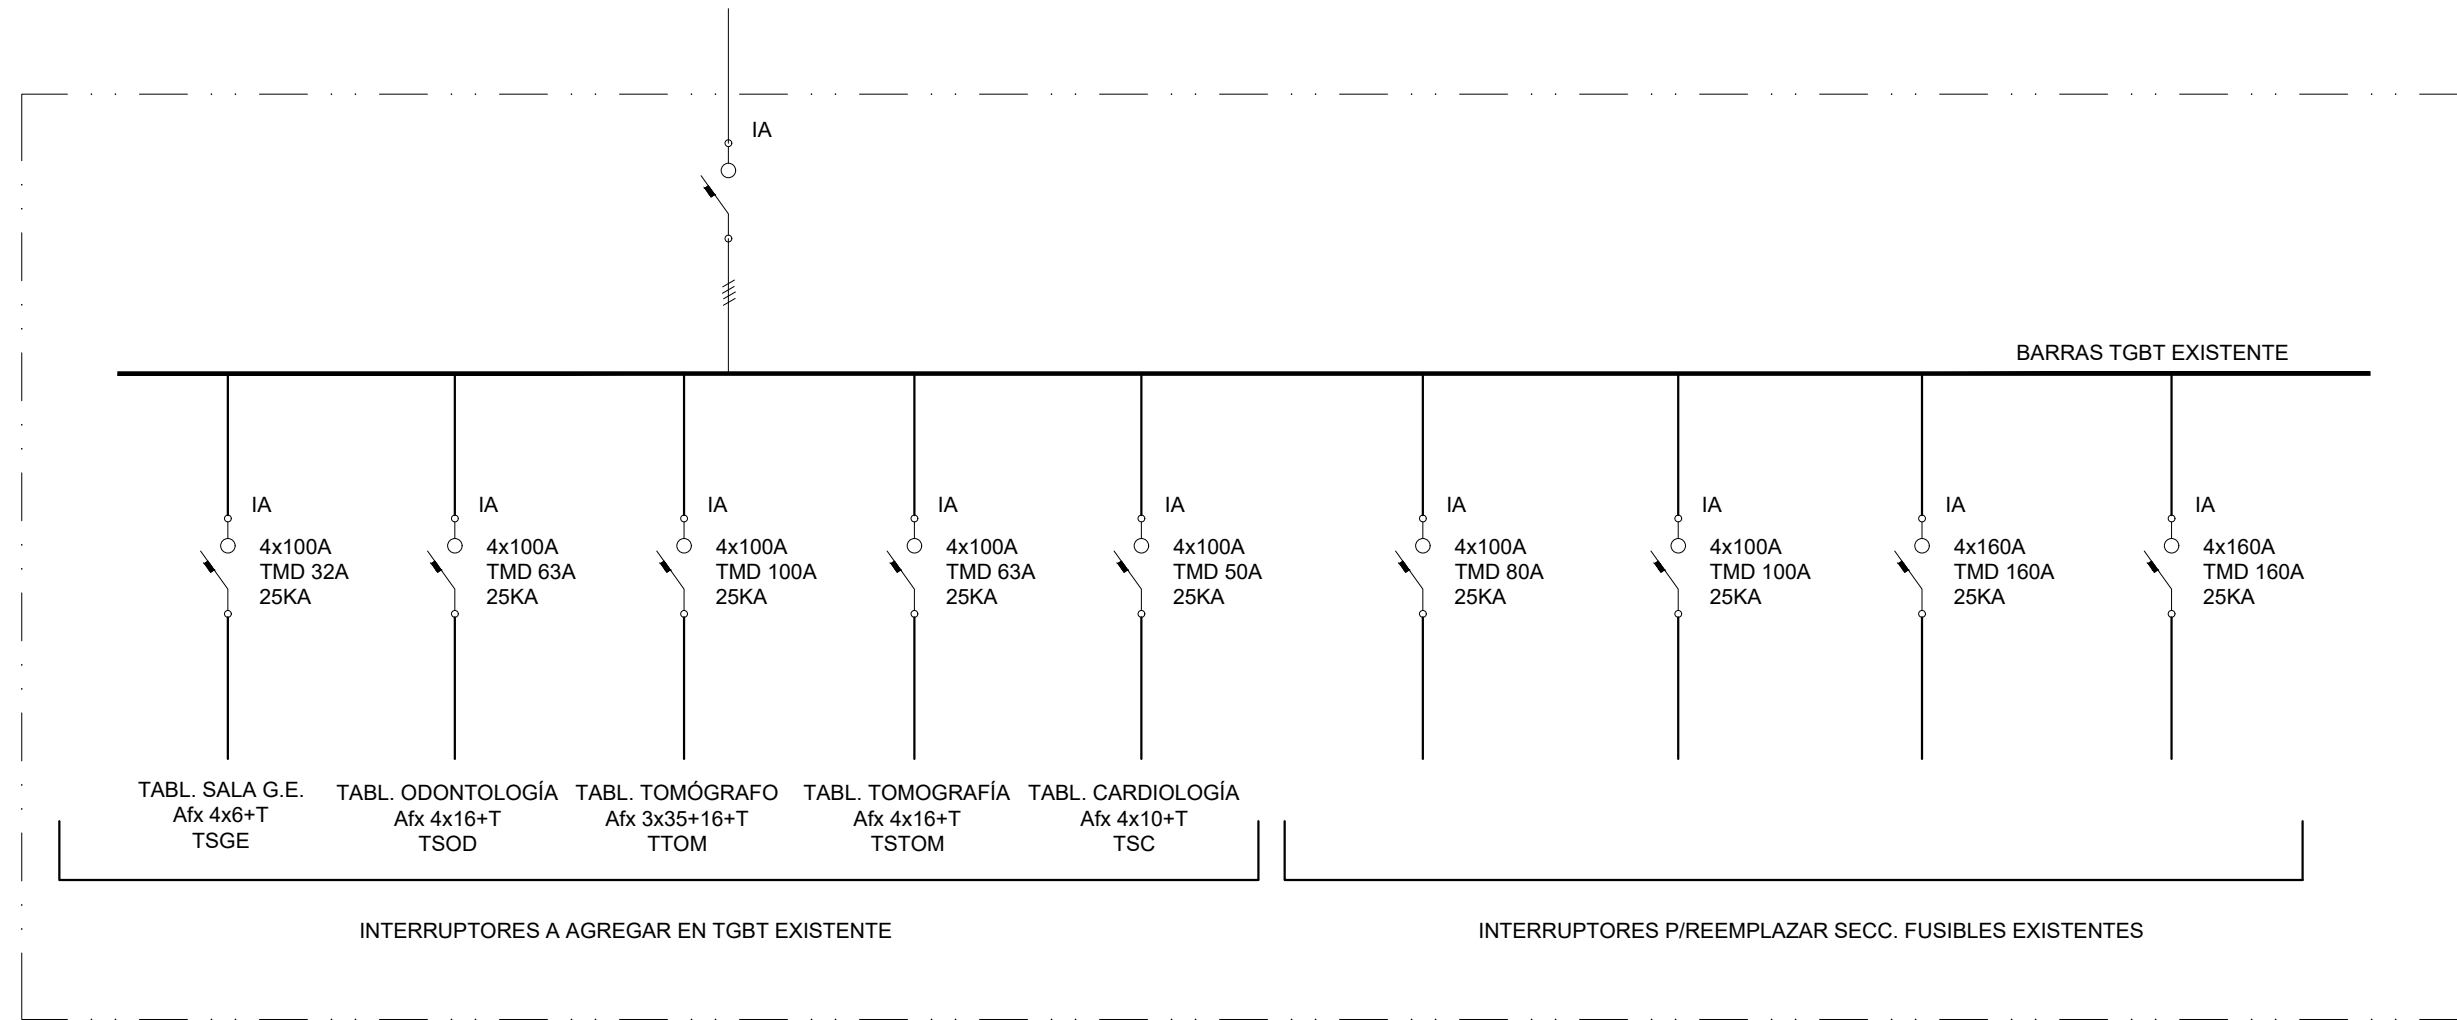 IA
BARRAS TGBT EXISTENTE
IA
4x100A
TMD 32A
25KA
IA
4x100A
TMD 63A
25KA
IA
4x100A
TMD 100A
25KA
IA
4x100A
TMD 63A
25KA
IA
4x100A
TMD 50A
25KA
IA
4x100A
TMD 80A
25KA
IA
4x100A
TMD 100A
25KA
IA
4x160A
TMD 160A
25KA
IA
4x160A
TMD 160A
25KA
TABL. SALA G.E.
Afx 4x6+T
TSGE
TABL. ODONTOLOGÍA
Afx 4x16+T
TSOD
TABL. TOMÓGRAFO
Afx 3x35+16+T
TTOM
TABL. TOMOGRAFÍA
Afx 4x16+T
TSTOM
TABL. CARDIOLOGÍA
Afx 4x10+T
TSC
INTERRUPTORES A AGREGAR EN TGBT EXISTENTE
INTERRUPTORES P/REEMPLAZAR SECC. FUSIBLES EXISTENTES